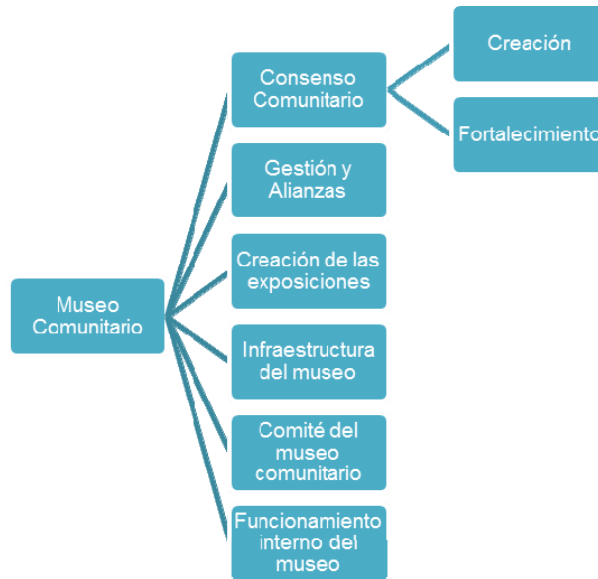 Museo
Comunitario
Consenso
Comunitario
Creación
Fortalecimiento
Gestión y
Alianzas
Creación de las
exposiciones
Infraestructura
del museo
Comité del
museo
comunitario
Funcionamiento
interno del
museo